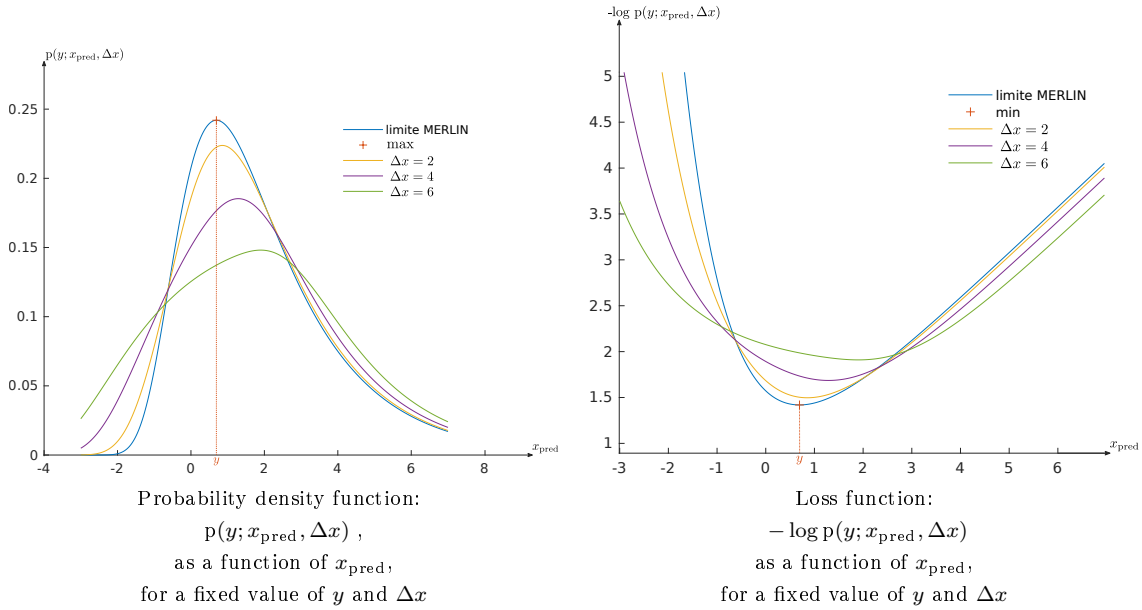 p(y; x_pred, Δx)
0.25
0.2
0.15
0.1
0.05
0
-4
-2
0
2
4
6
8
x_pred
y
limite MERLIN
max
Δx = 2
Δx = 4
Δx = 6
Probability density function:
p(y; x_pred, Δx) ,
as a function of x_pred,
for a fixed value of y and Δx
-log p(y; x_pred, Δx)
5
4.5
4
3.5
3
2.5
2
1.5
1
-3
-2
-1
0
1
2
3
4
5
6
x_pred
y
limite MERLIN
min
Δx = 2
Δx = 4
Δx = 6
Loss function:
− log p(y; x_pred, Δx)
as a function of x_pred,
for a fixed value of y and Δx